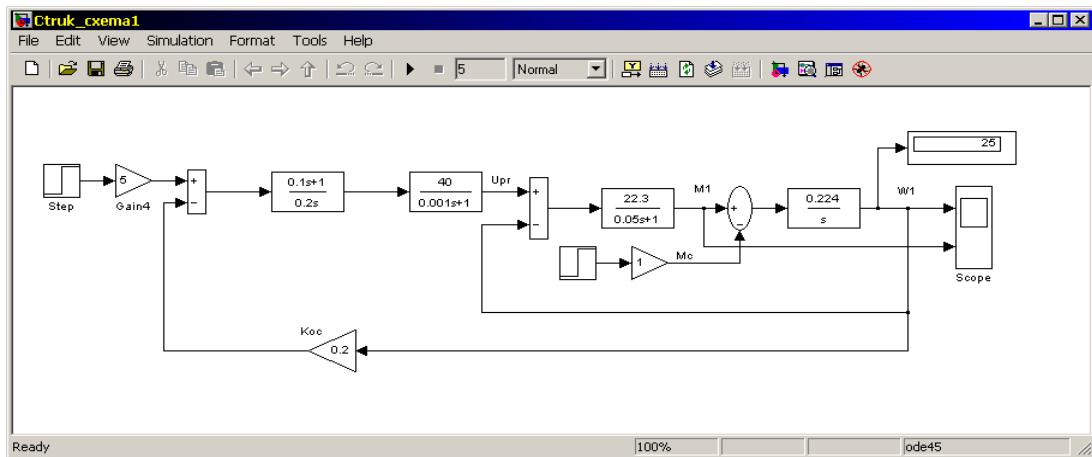 Ctruk_cxema1
File Edit View Simulation Format Tools Help
5 Normal
25
Step
5
Gain4
+
−
0.1s+1
0.2s
40
0.001s+1
Upr
+
−
22.3
0.05s+1
M1
+
−
0.224
s
W1
Scope
1
Mc
Koc
0.2
Ready 100% ode45